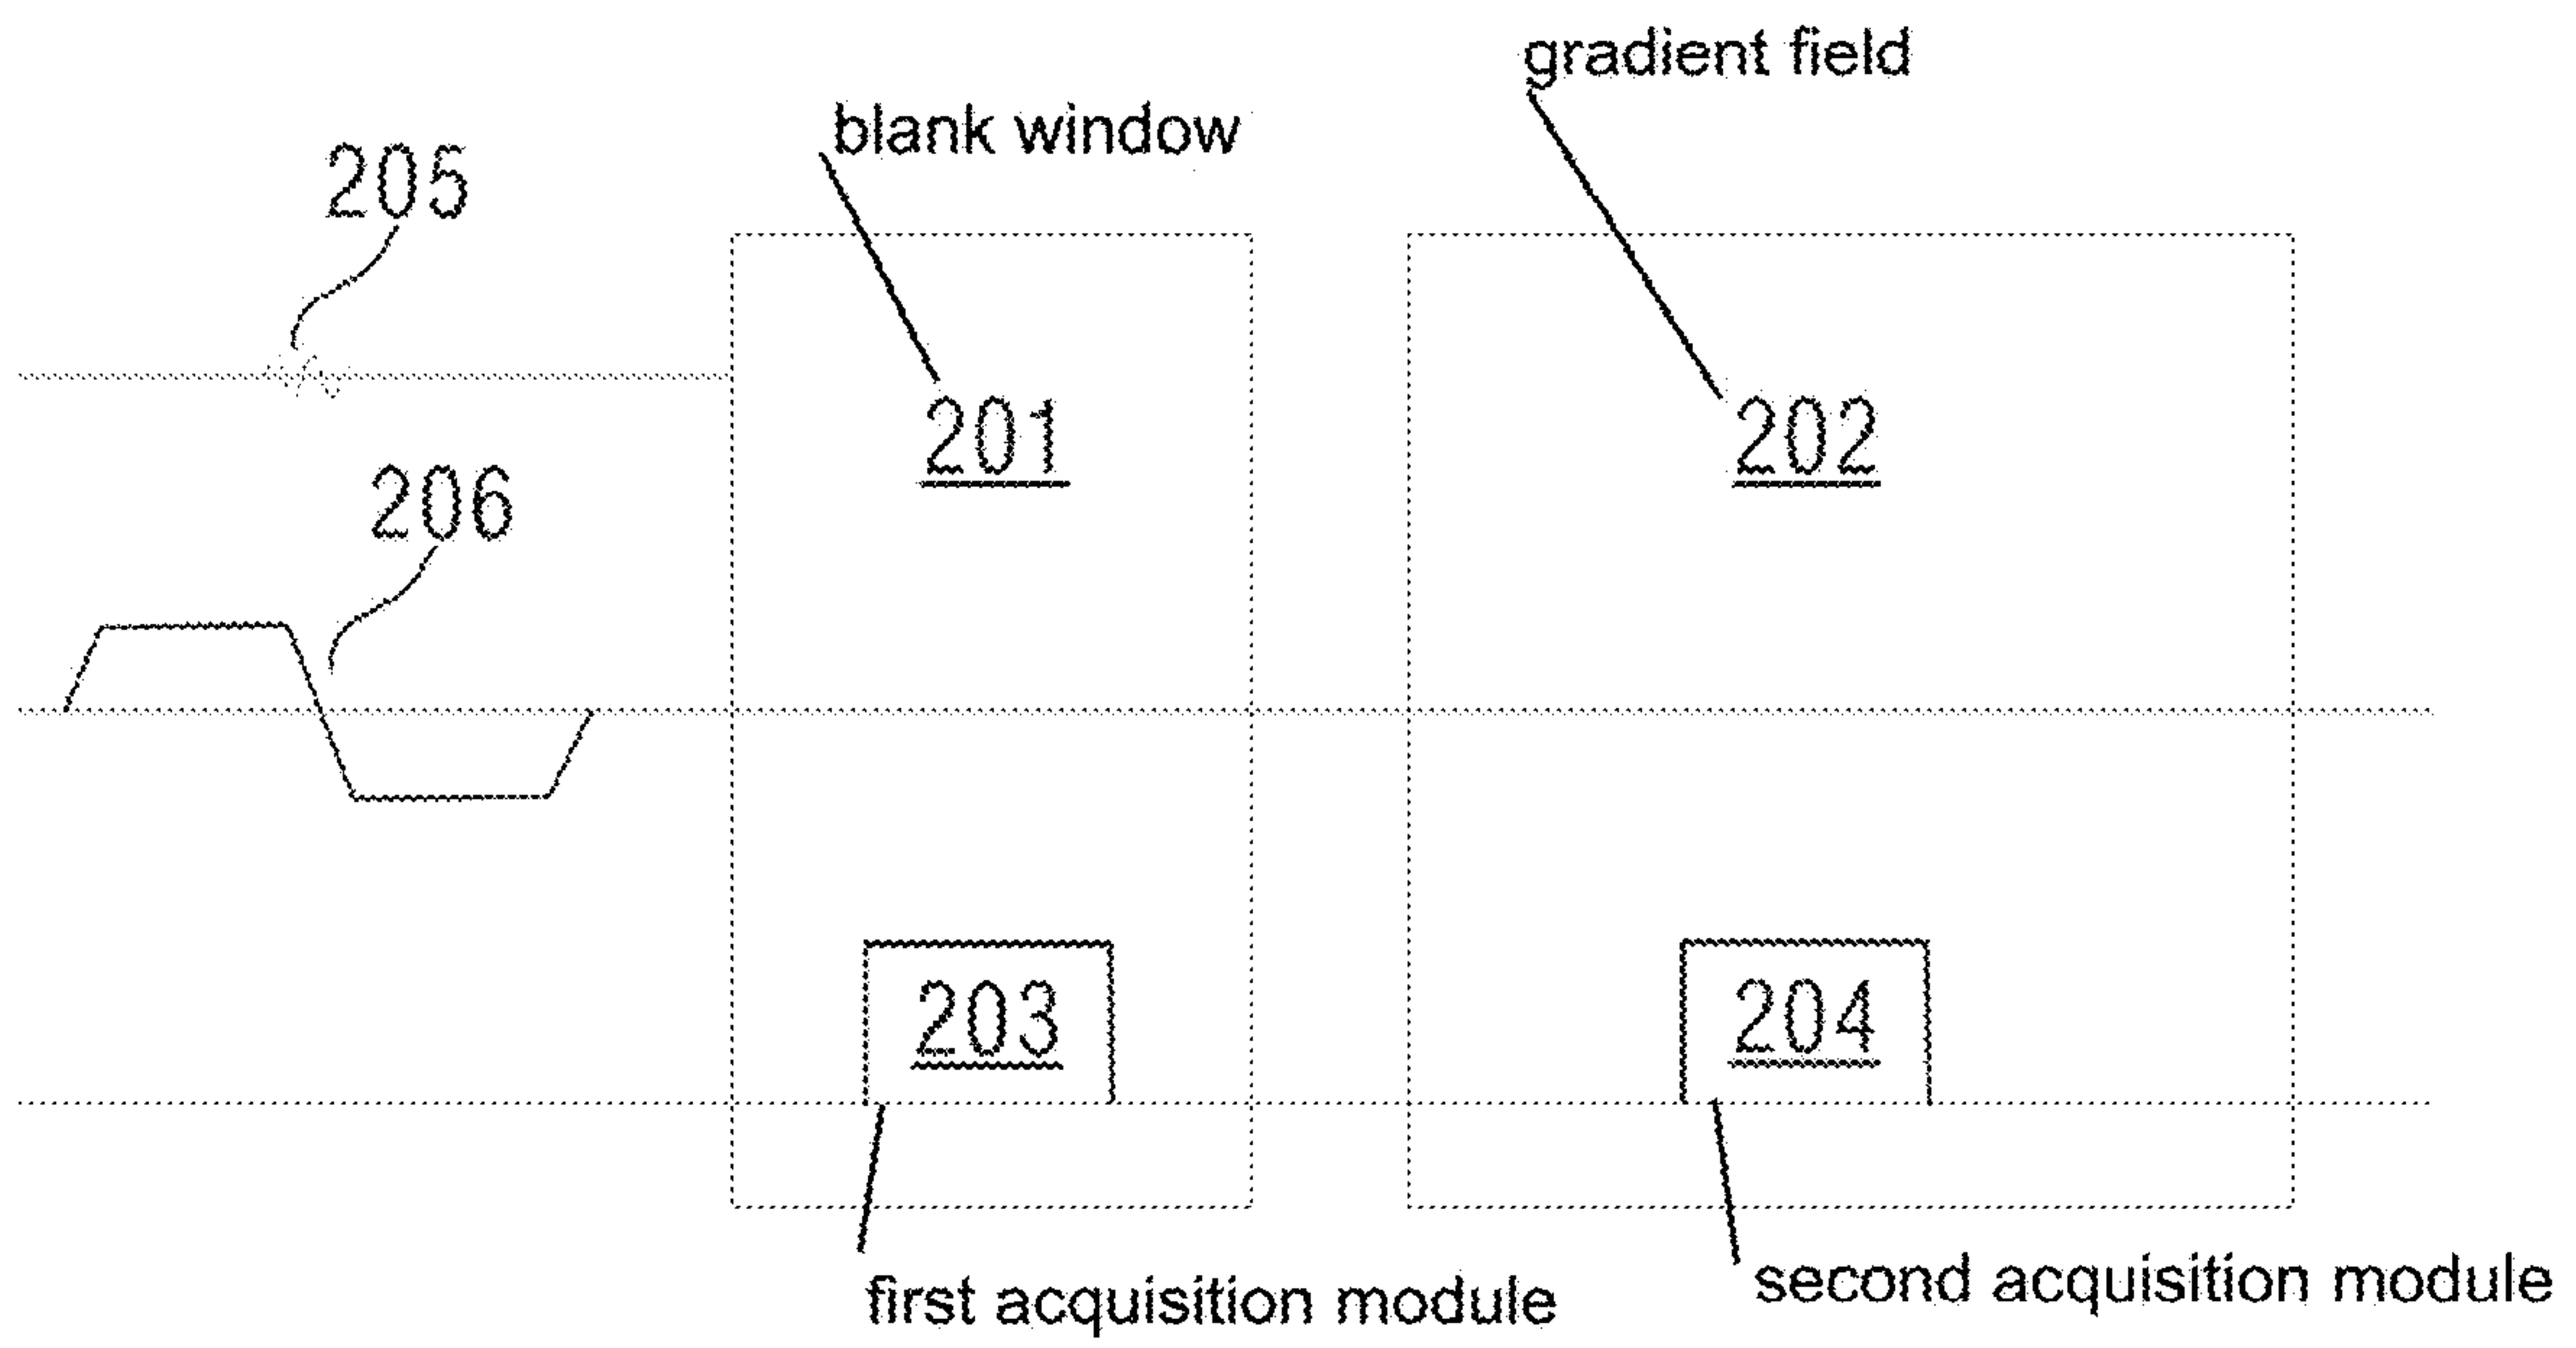 gradient field
blank window
205
201
202
206
203
204
first acquisition module
second acquisition module